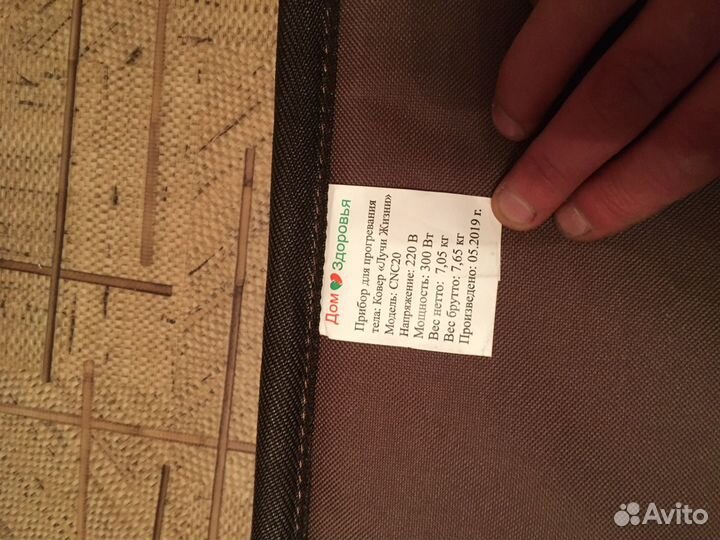 Дом Здоровья
Прибор для прогревания
тела: Ковер «Лучи Жизни»
Модель: CNC20
Напряжение: 220 В
Мощность: 300 Вт
Вес нетто: 7,05 кг
Вес брутто: 7,65 кг
Произведено: 05.2019 г.
Avito